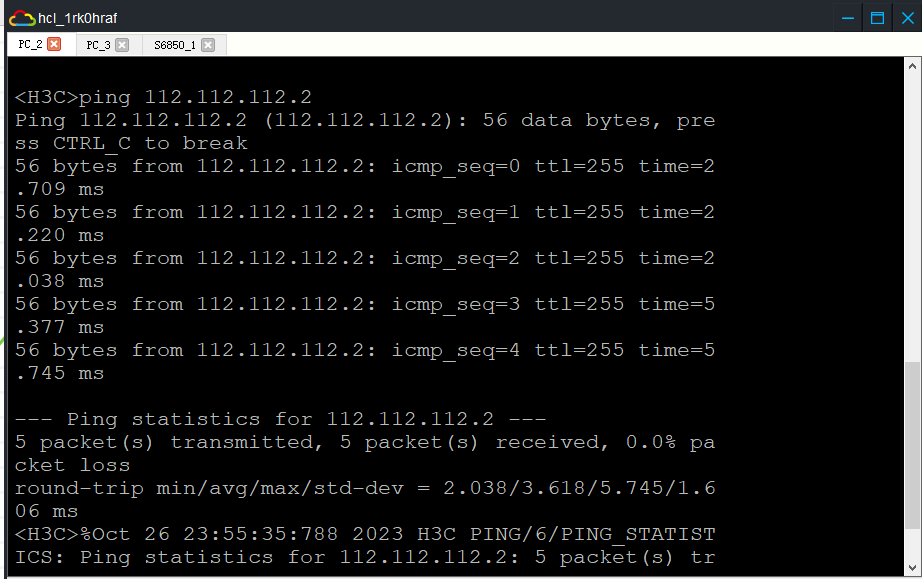 hcl_1rk0hraf
PC_2 PC_3 S6850_1
<H3C>ping 112.112.112.2
Ping 112.112.112.2 (112.112.112.2): 56 data bytes, pre
ss CTRL_C to break
56 bytes from 112.112.112.2: icmp_seq=0 ttl=255 time=2
.709 ms
56 bytes from 112.112.112.2: icmp_seq=1 ttl=255 time=2
.220 ms
56 bytes from 112.112.112.2: icmp_seq=2 ttl=255 time=2
.038 ms
56 bytes from 112.112.112.2: icmp_seq=3 ttl=255 time=5
.377 ms
56 bytes from 112.112.112.2: icmp_seq=4 ttl=255 time=5
.745 ms
--- Ping statistics for 112.112.112.2 ---
5 packet(s) transmitted, 5 packet(s) received, 0.0% pa
cket loss
round-trip min/avg/max/std-dev = 2.038/3.618/5.745/1.6
06 ms
<H3C>%Oct 26 23:55:35:788 2023 H3C PING/6/PING_STATIST
ICS: Ping statistics for 112.112.112.2: 5 packet(s) tr